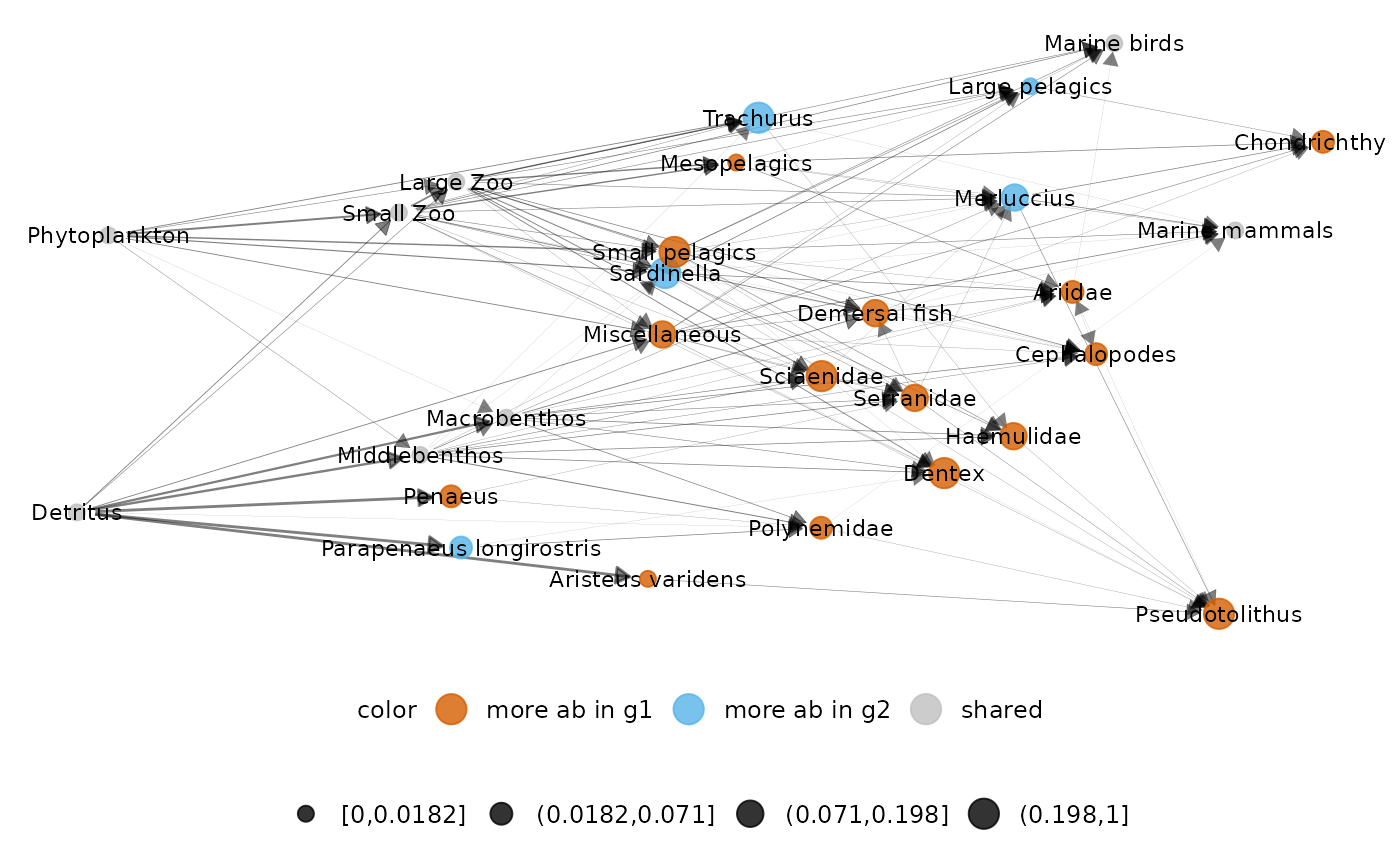 Marine birds
Large pelagics
Trachurus
Chondrichthy
Mesopelagics
Large Zoo
Merluccius
Small Zoo
Phytoplankton
Marine mammals
Small pelagics
Sardinella
Ariidae
Demersal fish
Miscellaneous
Cephalopodes
Sciaenidae
Serranidae
Macrobenthos
Haemulidae
Middlebenthos
Dentex
Penaeus
Detritus
Polynemidae
Parapenaeus longirostris
Aristeus varidens
Pseudotolithus
color more ab in g1 more ab in g2 shared
[0,0.0182] (0.0182,0.071] (0.071,0.198] (0.198,1]